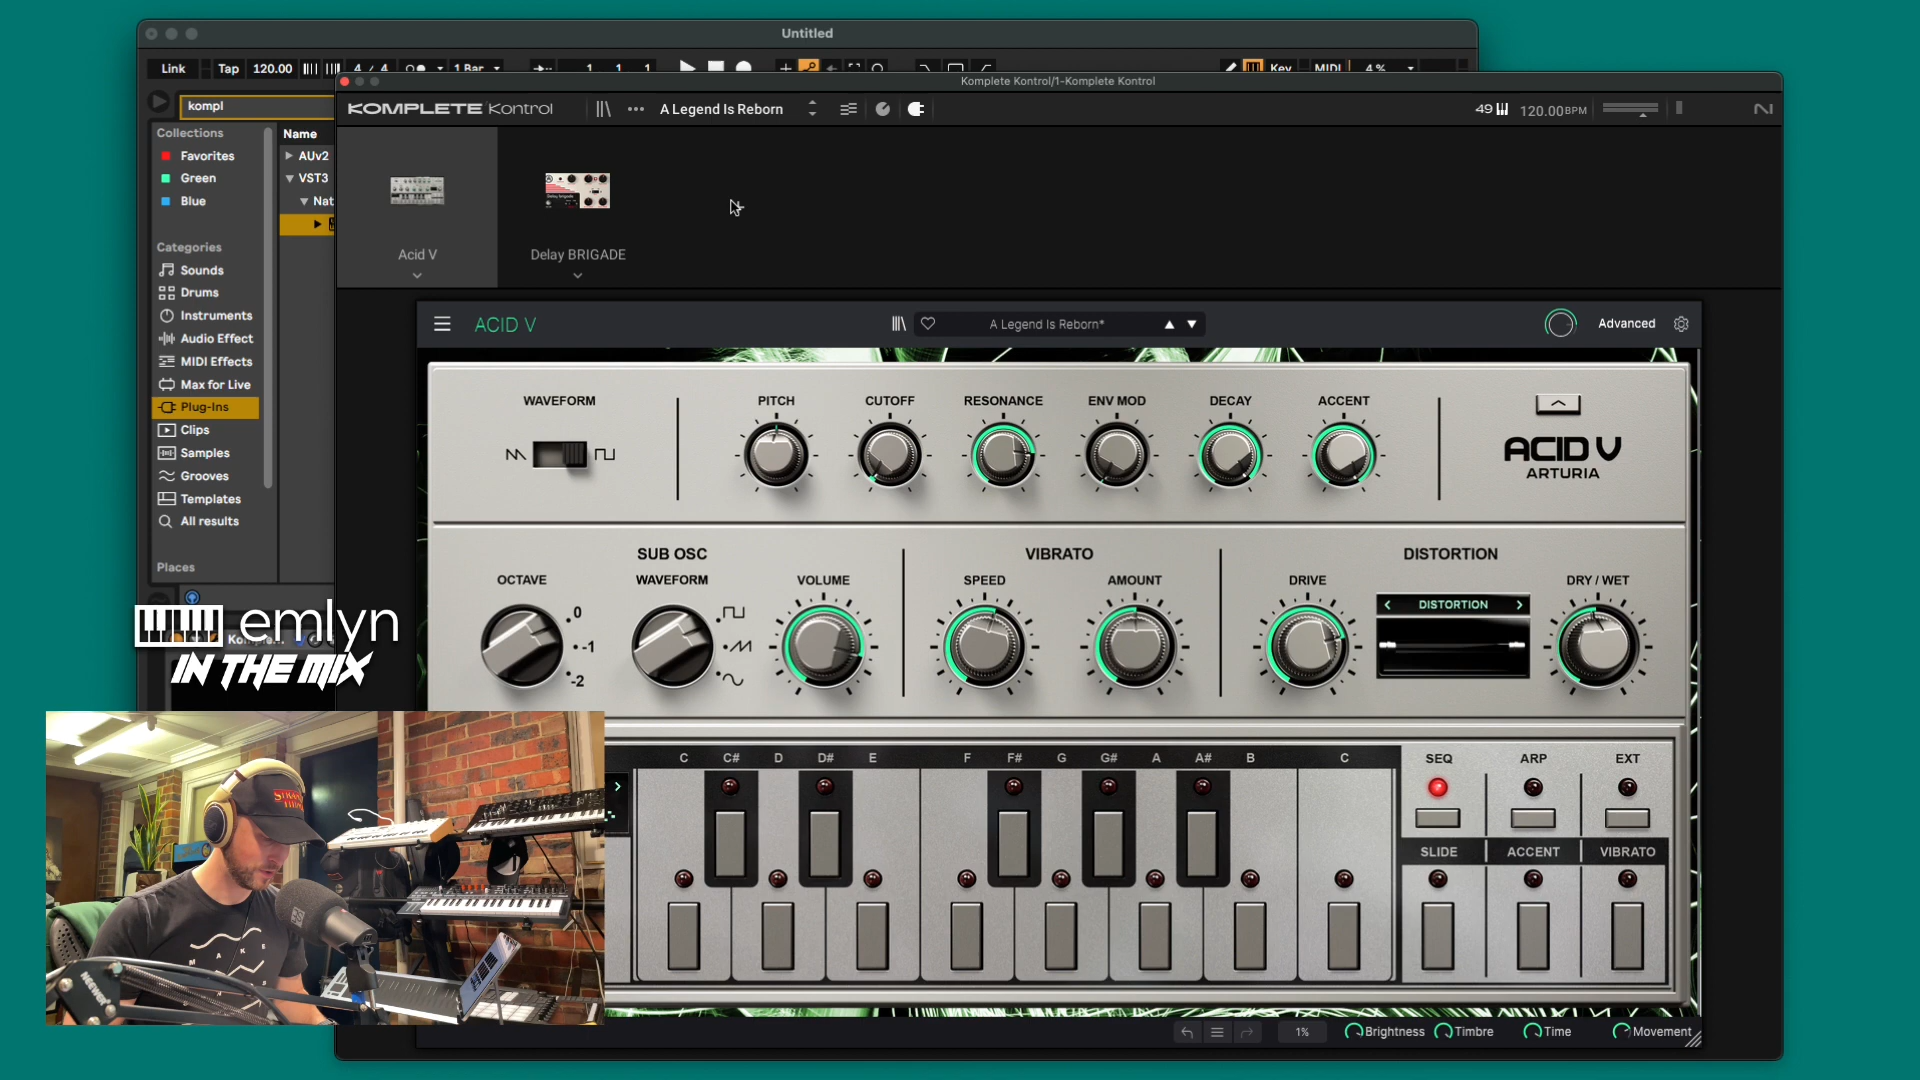 Untitled
Link
Tap
120.00
4 / 4
1 Bar
1 1 1
Key
MIDI
4 %
Komplete Kontrol/1-Komplete Kontrol
KOMPLETE Kontrol
A Legend Is Reborn
49
120.00BPM
kompl
Collections
Favorites
Green
Blue
Categories
Sounds
Drums
Instruments
Audio Effect
MIDI Effects
Max for Live
Plug-Ins
Clips
Samples
Grooves
Templates
All results
Places
Name
AUv2
VST3
Nat
Acid V
Delay BRIGADE
ACID V
A Legend Is Reborn*
Advanced
WAVEFORM
PITCH
CUTOFF
RESONANCE
ENV MOD
DECAY
ACCENT
ACID V
ARTURIA
SUB OSC
VIBRATO
DISTORTION
OCTAVE
WAVEFORM
VOLUME
SPEED
AMOUNT
DRIVE
DISTORTION
DRY / WET
0
-1
-2
emlyn
IN THE MIX
C C# D D# E F F# G G# A A# B C
SEQ ARP EXT
SLIDE ACCENT VIBRATO
1%
Brightness
Timbre
Time
Movement
NEEWER